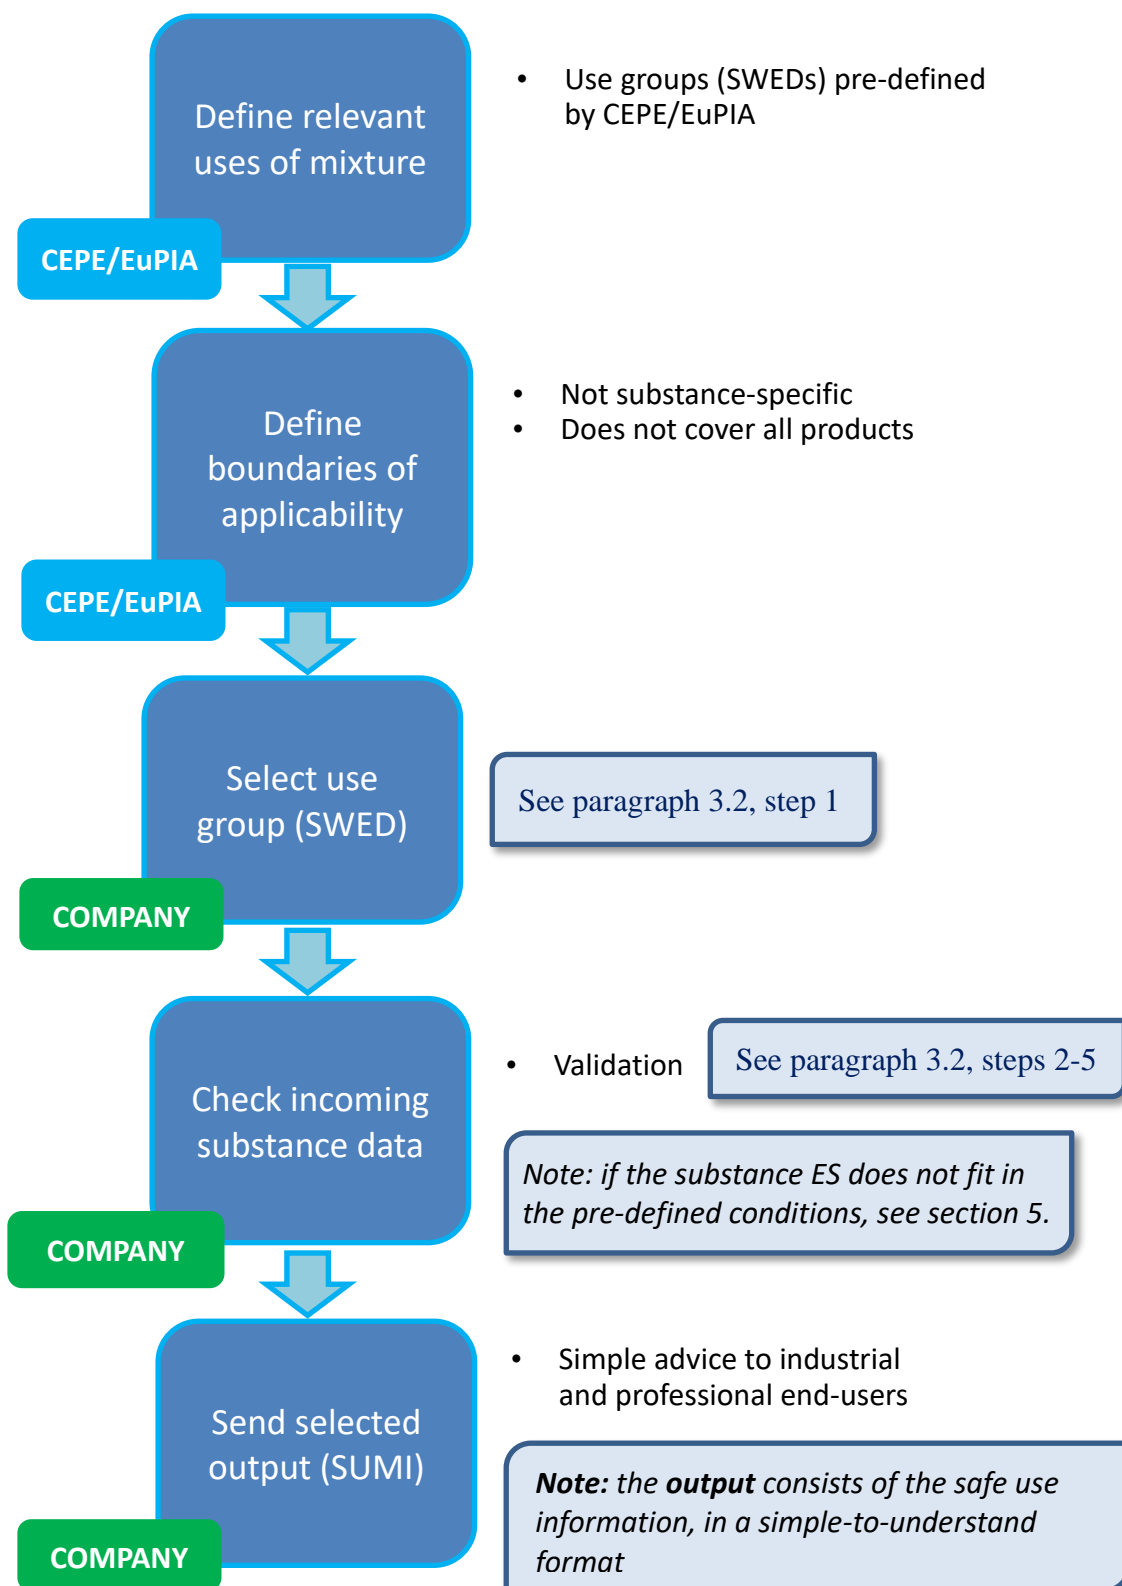 Define relevant
uses of mixture
CEPE/EuPIA
• Use groups (SWEDs) pre-defined
by CEPE/EuPIA
Define
boundaries of
applicability
CEPE/EuPIA
• Not substance-specific
• Does not cover all products
Select use
group (SWED)
COMPANY
See paragraph 3.2, step 1
Check incoming
substance data
COMPANY
• Validation
See paragraph 3.2, steps 2-5
Note: if the substance ES does not fit in
the pre-defined conditions, see section 5.
Send selected
output (SUMI)
COMPANY
• Simple advice to industrial
and professional end-users
Note: the output consists of the safe use
information, in a simple-to-understand
format